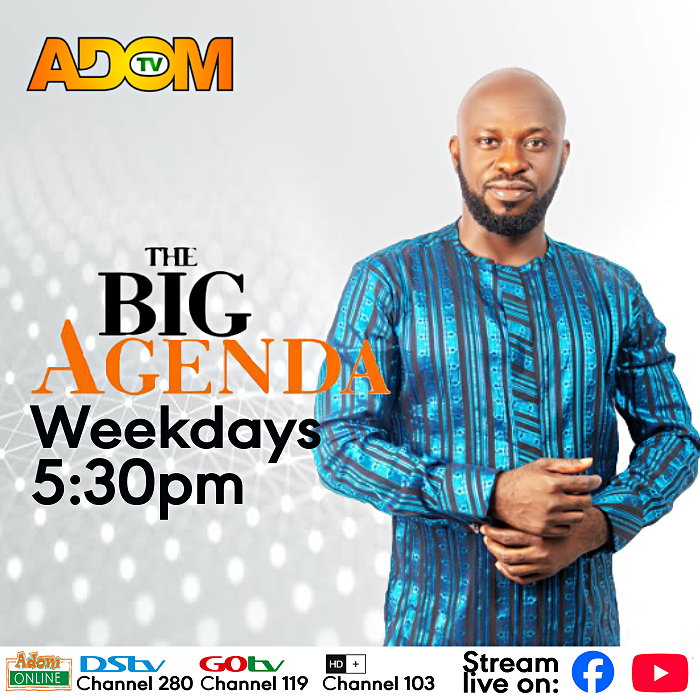 ADOM TV
THE
BIG
AGENDA
Weekdays
5:30pm
Adom
ONLINE
DStv
Channel 280
GOtv
Channel 119
HD+
Channel 103
Stream
live on: